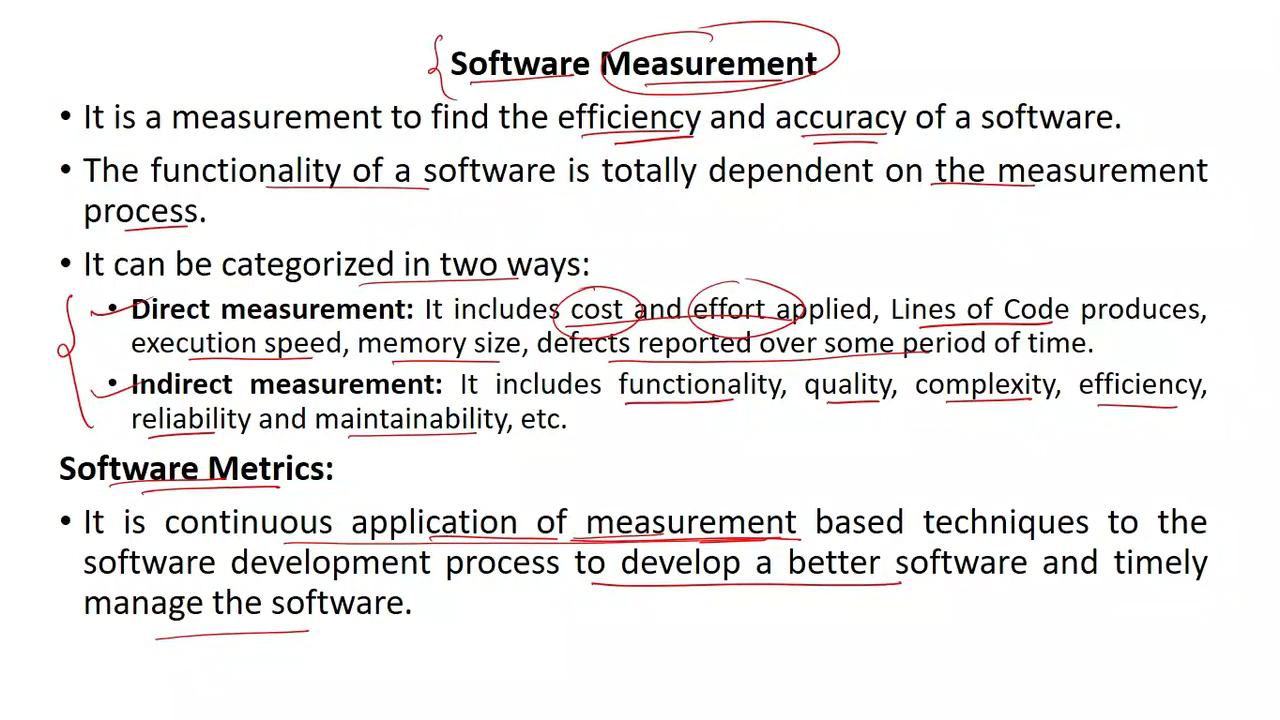 Software Measurement
• It is a measurement to find the efficiency and accuracy of a software.
• The functionality of a software is totally dependent on the measurement
process.
• It can be categorized in two ways:
• Direct measurement: It includes cost and effort applied, Lines of Code produces,
execution speed, memory size, defects reported over some period of time.
• Indirect measurement: It includes functionality, quality, complexity, efficiency,
reliability and maintainability, etc.
Software Metrics:
• It is continuous application of measurement based techniques to the
software development process to develop a better software and timely
manage the software.